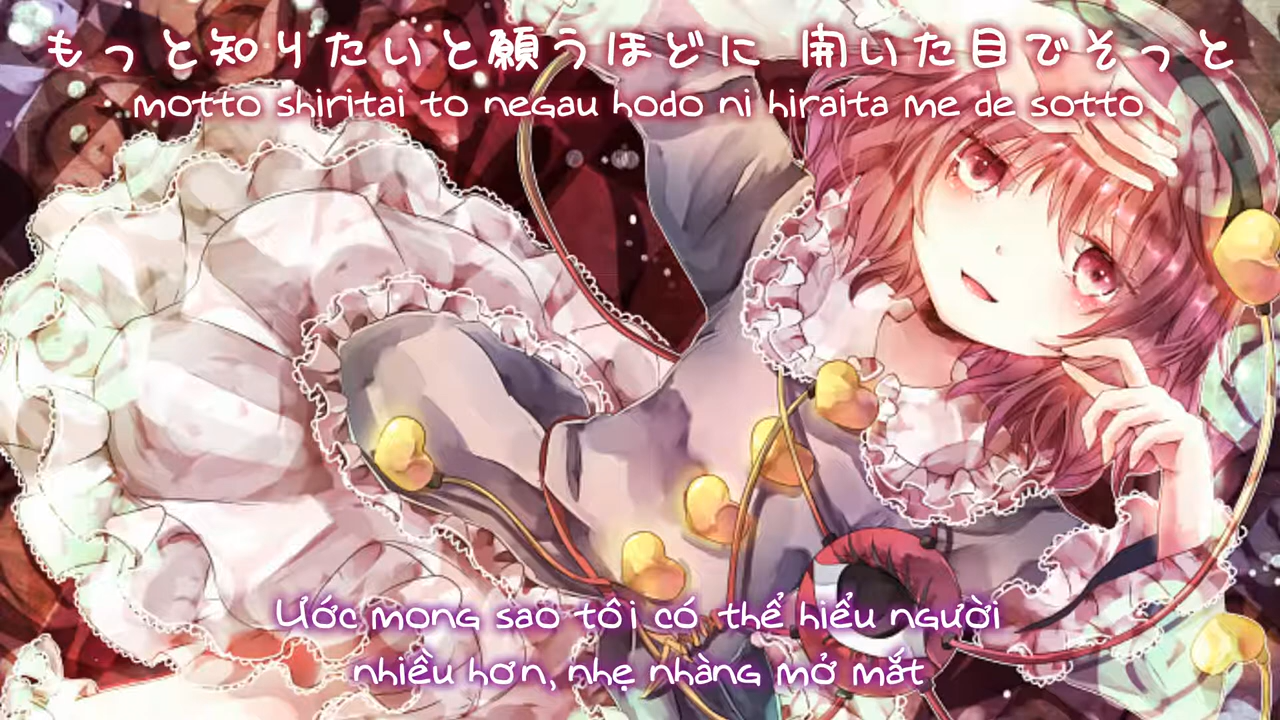 もっと知りたいと願うほどに 開いた目でそっと
motto shiritai to negau hodo ni hiraita me de sotto
Ước mong sao tôi có thể hiểu người
nhiều hơn, nhẹ nhàng mở mắt